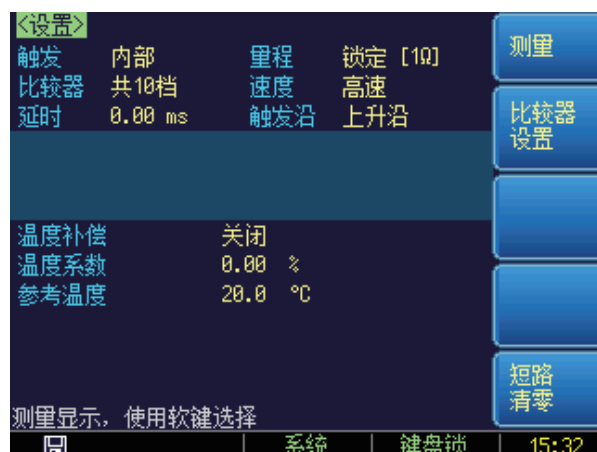 <设置>
触发 内部 量程 锁定 [1Ω]
比较器 共10档 速度 高速
延时 0.00 ms 触发沿 上升沿
温度补偿 关闭
温度系数 0.00 %
参考温度 20.0 °C
测量显示，使用软键选择
测量
比较器
设置
短路
清零
系统 键盘锁 15:32